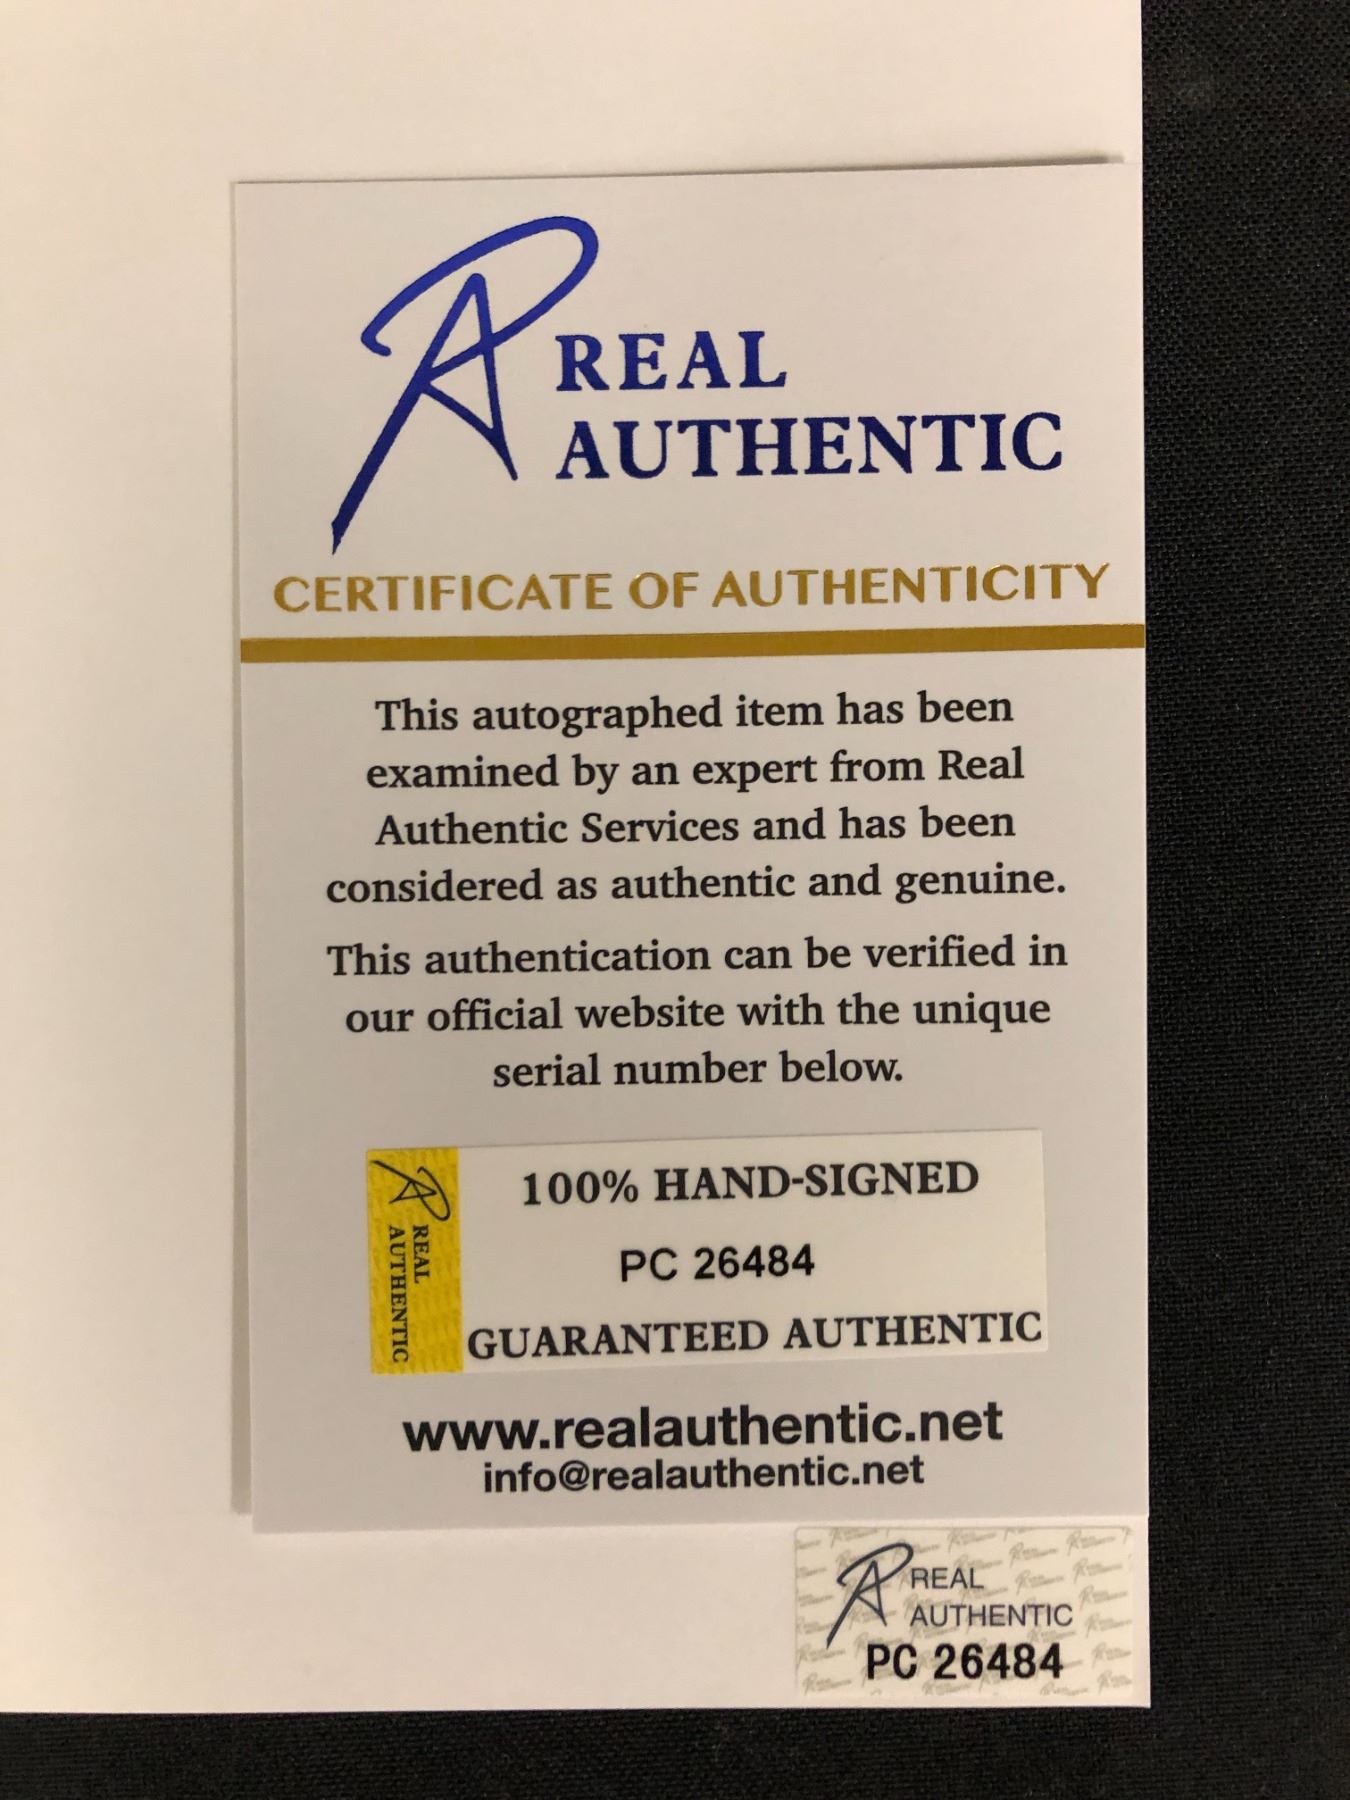 REAL
AUTHENTIC
CERTIFICATE OF AUTHENTICITY
This autographed item has been
examined by an expert from Real
Authentic Services and has been
considered as authentic and genuine.
This authentication can be verified in
our official website with the unique
serial number below.
REAL
AUTHENTIC
100% HAND-SIGNED
PC 26484
GUARANTEED AUTHENTIC
www.realauthentic.net
info@realauthentic.net
REAL
AUTHENTIC
PC 26484